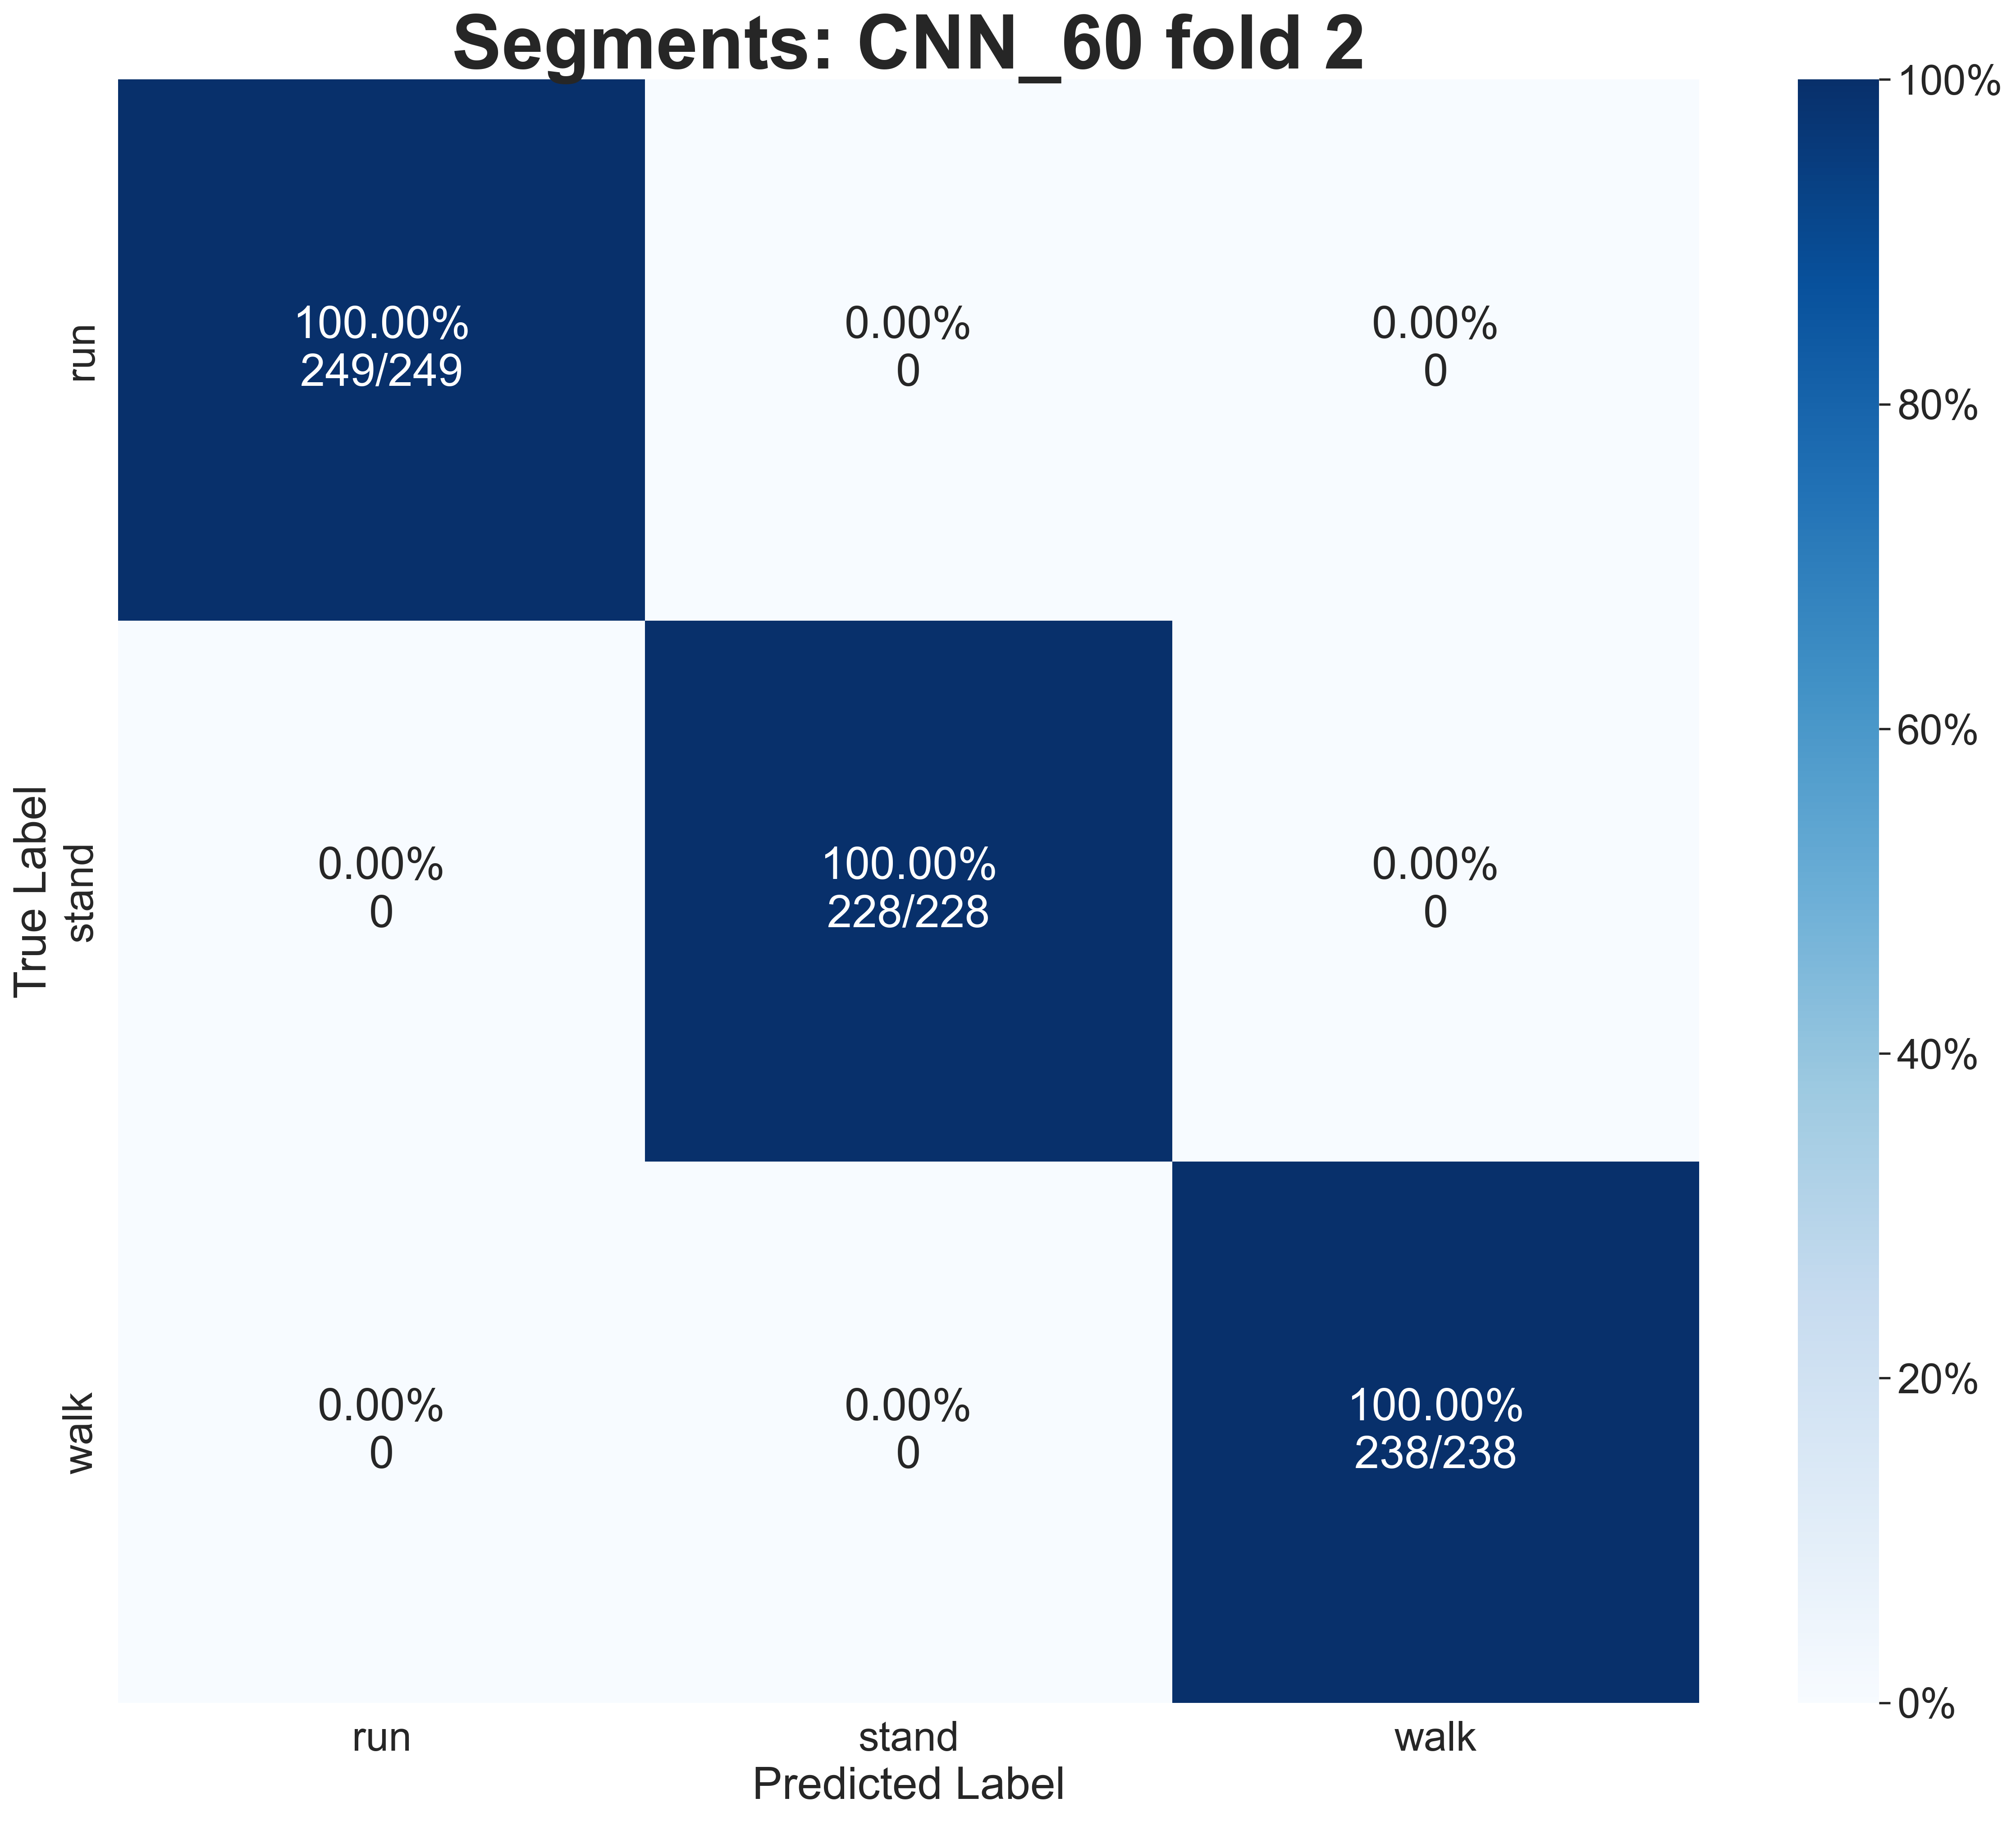 Segments: CNN_60 fold 2
True Label
run
100.00%
249/249
0.00%
0
0.00%
0
stand
0.00%
0
100.00%
228/228
0.00%
0
walk
0.00%
0
0.00%
0
100.00%
238/238
run
stand
walk
Predicted Label
100%
80%
60%
40%
20%
0%